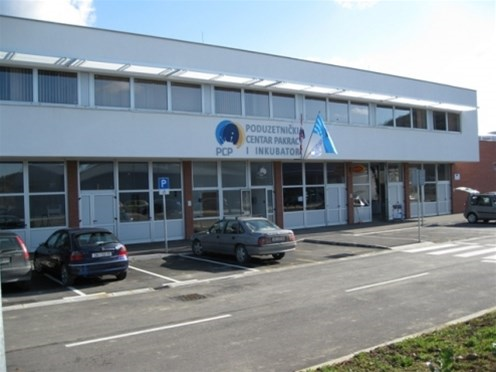 PODUZETNIČKI
CENTAR PAKRAC
I INKUBATOR
PCP
P